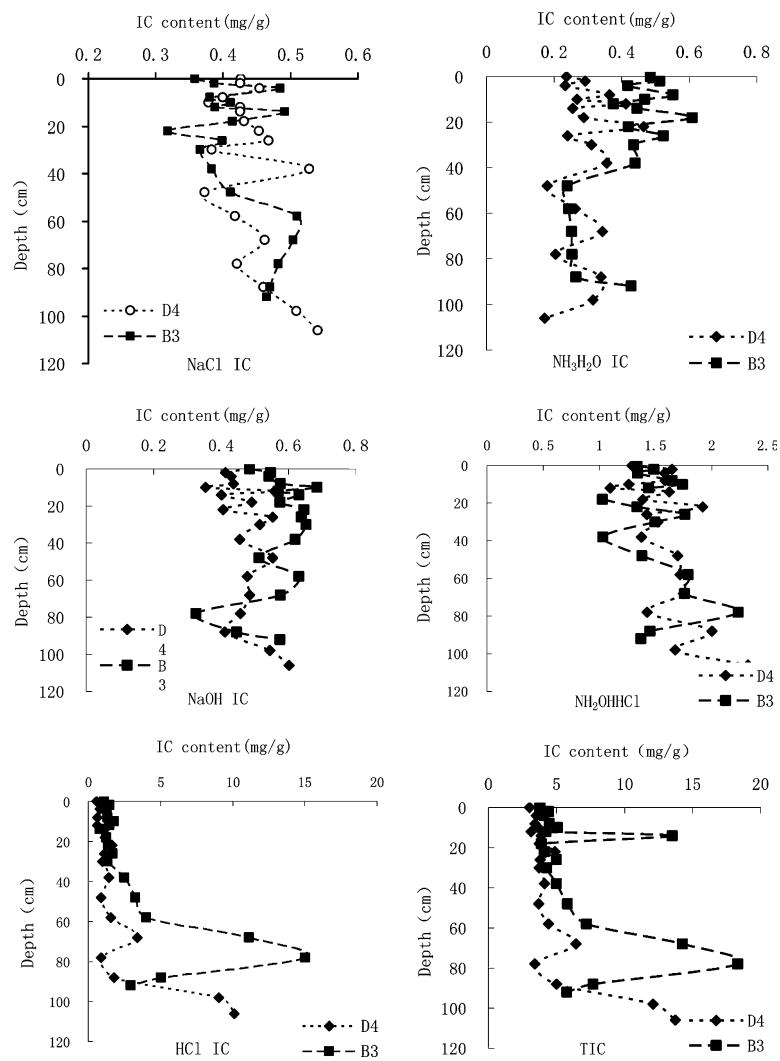 IC content(mg/g)
0.2 0.3 0.4 0.5 0.6
0
20
40
60
80
100
120
Depth (cm)
D4
B3
NaCl IC
IC content(mg/g)
0 0.2 0.4 0.6 0.8
0
20
40
60
80
100
120
Depth (cm)
D4
B3
NH3H2O IC
IC content(mg/g)
0 0.2 0.4 0.6 0.8
0
20
40
60
80
100
120
Depth (cm)
D
4
B
3
NaOH IC
IC content(mg/g)
0 0.5 1 1.5 2 2.5
0
20
40
60
80
100
120
Depth (cm)
D4
B3
NH2OHHCl
IC content(mg/g)
0 5 10 15 20
0
20
40
60
80
100
120
Depth (cm)
D4
B3
HCl IC
IC content (mg/g)
0 5 10 15 20
0
20
40
60
80
100
120
Depth (cm)
D4
B3
TIC